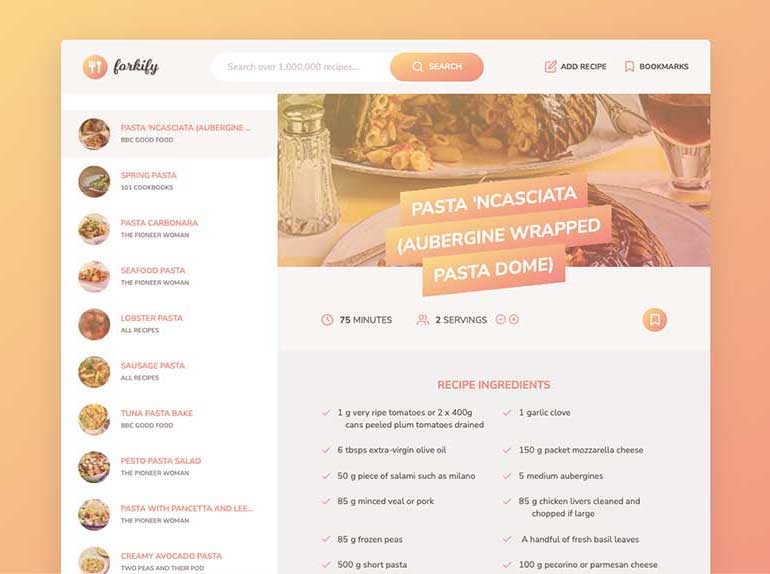 forkify
Search over 1,000,000 recipes...
SEARCH
ADD RECIPE
BOOKMARKS
PASTA 'NCASCIATA (AUBERGINE ...
BBC GOOD FOOD
SPRING PASTA
101 COOKBOOKS
PASTA CARBONARA
THE PIONEER WOMAN
SEAFOOD PASTA
THE PIONEER WOMAN
LOBSTER PASTA
ALL RECIPES
SAUSAGE PASTA
ALL RECIPES
TUNA PASTA BAKE
BBC GOOD FOOD
PESTO PASTA SALAD
THE PIONEER WOMAN
PASTA WITH PANCETTA AND LEE...
THE PIONEER WOMAN
CREAMY AVOCADO PASTA
TWO PEAS AND THEIR POD
PASTA 'NCASCIATA
(AUBERGINE WRAPPED
PASTA DOME)
75 MINUTES
2 SERVINGS
RECIPE INGREDIENTS
1 g very ripe tomatoes or 2 x 400g
cans peeled plum tomatoes drained
1 garlic clove
6 tbsps extra-virgin olive oil
150 g packet mozzarella cheese
50 g piece of salami such as milano
5 medium aubergines
85 g minced veal or pork
85 g chicken livers cleaned and
chopped if large
85 g frozen peas
A handful of fresh basil leaves
500 g short pasta
100 g pecorino or parmesan cheese